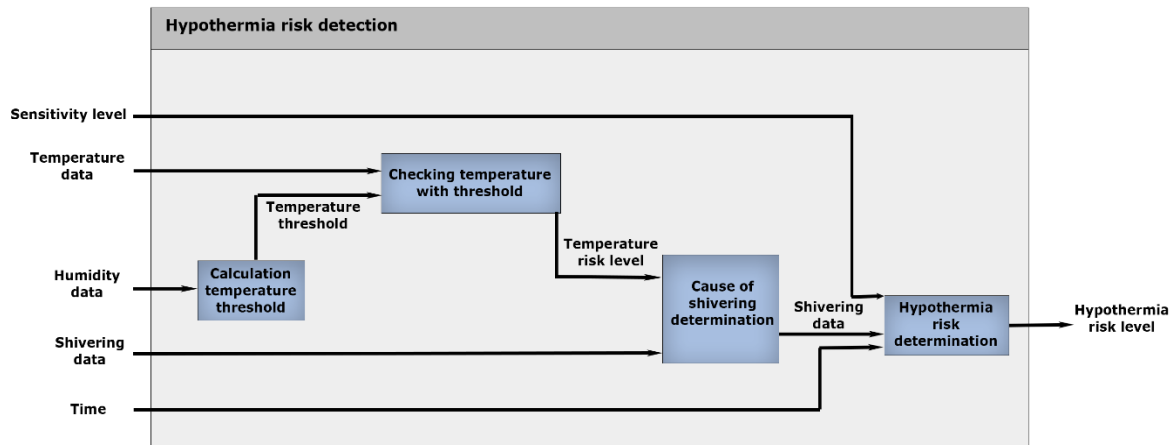 Hypothermia risk detection
Sensitivity level
Temperature
data
Checking temperature
with threshold
Temperature
threshold
Humidity
data
Calculation
temperature
threshold
Temperature
risk level
Cause of
shivering
determination
Shivering
data
Hypothermia
risk
determination
Hypothermia
risk level
Shivering
data
Time